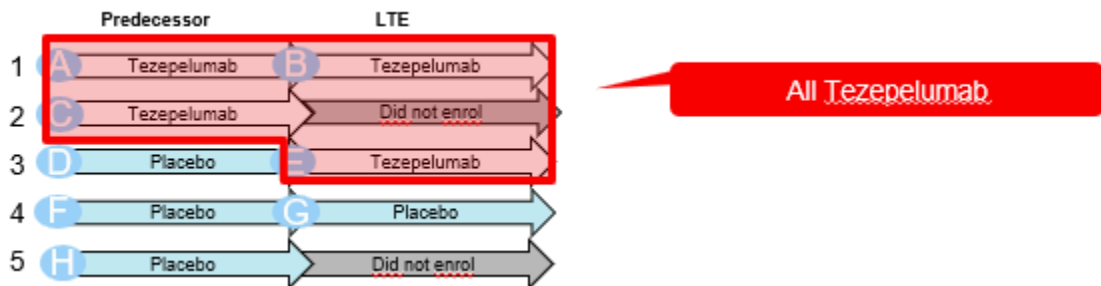 Predecessor LTE
1 A Tezepelumab B Tezepelumab
All Tezepelumab
2 C Tezepelumab Did not enrol
3 D Placebo E Tezepelumab
4 F Placebo G Placebo
5 H Placebo Did not enrol